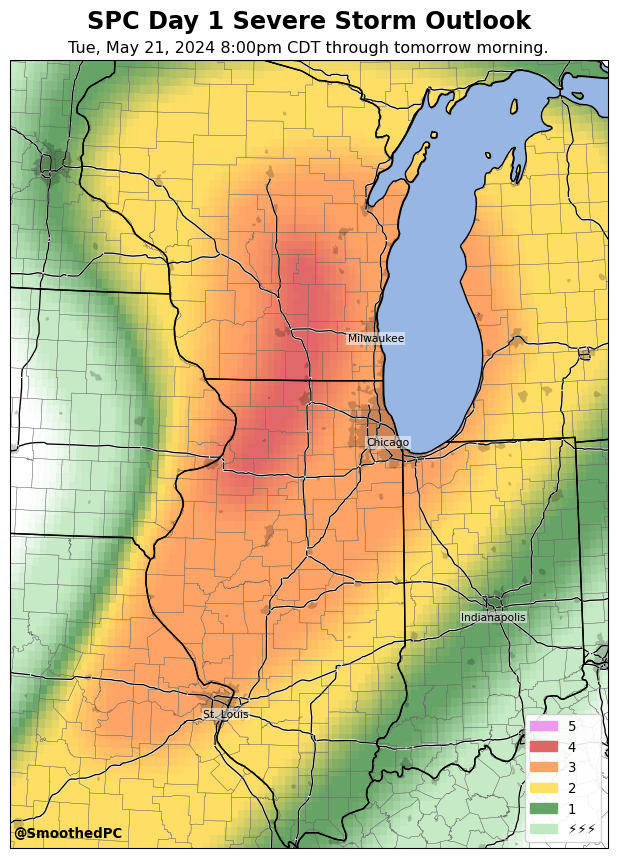 SPC Day 1 Severe Storm Outlook
Tue, May 21, 2024 8:00pm CDT through tomorrow morning.
Milwaukee
Chicago
Indianapolis
St. Louis
5
4
3
2
1
⚡⚡⚡
@SmoothedPC